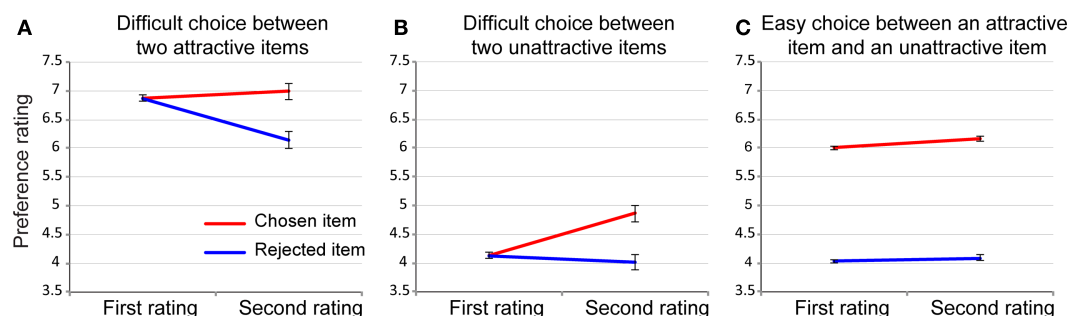 A
Difficult choice between
two attractive items
Preference rating
7.5
7
6.5
6
5.5
5
4.5
4
3.5
Chosen item
Rejected item
First rating
Second rating
B
Difficult choice between
two unattractive items
7.5
7
6.5
6
5.5
5
4.5
4
3.5
First rating
Second rating
C
Easy choice between an attractive
item and an unattractive item
7.5
7
6.5
6
5.5
5
4.5
4
3.5
First rating
Second rating